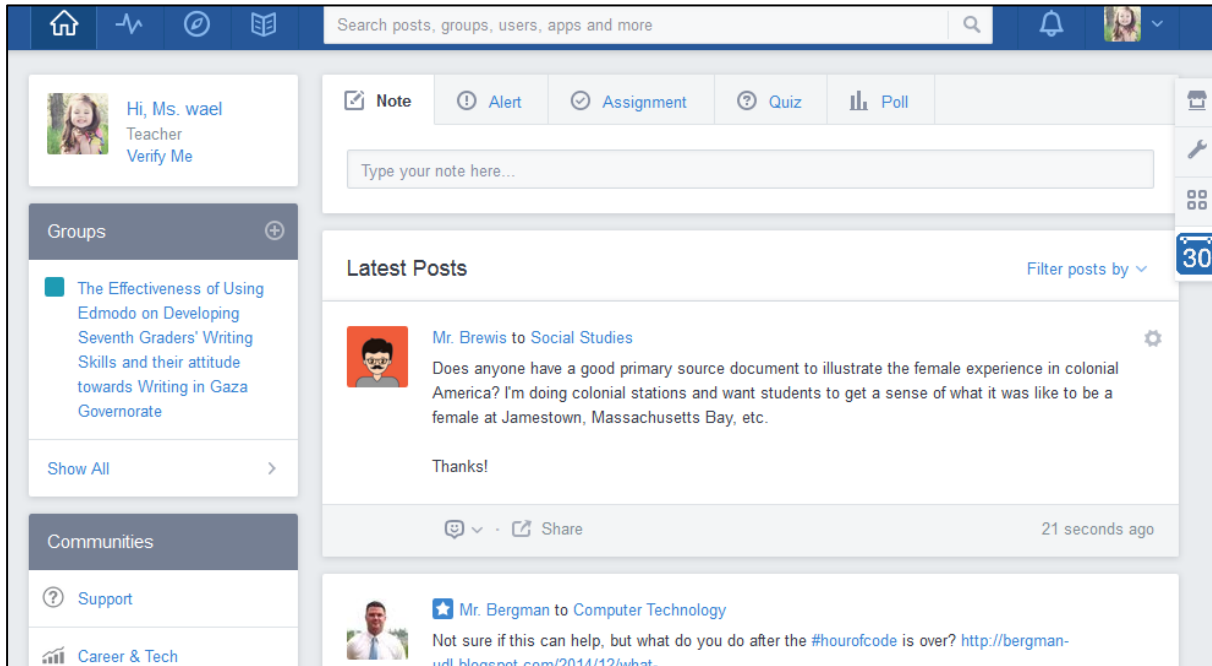 Search posts, groups, users, apps and more
Hi, Ms. wael
Teacher
Verify Me
Groups
The Effectiveness of Using
Edmodo on Developing
Seventh Graders' Writing
Skills and their attitude
towards Writing in Gaza
Governorate
Show All
Communities
Support
Career & Tech
Note
Alert
Assignment
Quiz
Poll
Type your note here...
Latest Posts
Filter posts by
Mr. Brewis to Social Studies
Does anyone have a good primary source document to illustrate the female experience in colonial
America? I'm doing colonial stations and want students to get a sense of what it was like to be a
female at Jamestown, Massachusetts Bay, etc.
Thanks!
Share
21 seconds ago
Mr. Bergman to Computer Technology
Not sure if this can help, but what do you do after the #hourofcode is over? http://bergman-
udl.blogspot.com/2014/12/what-
30